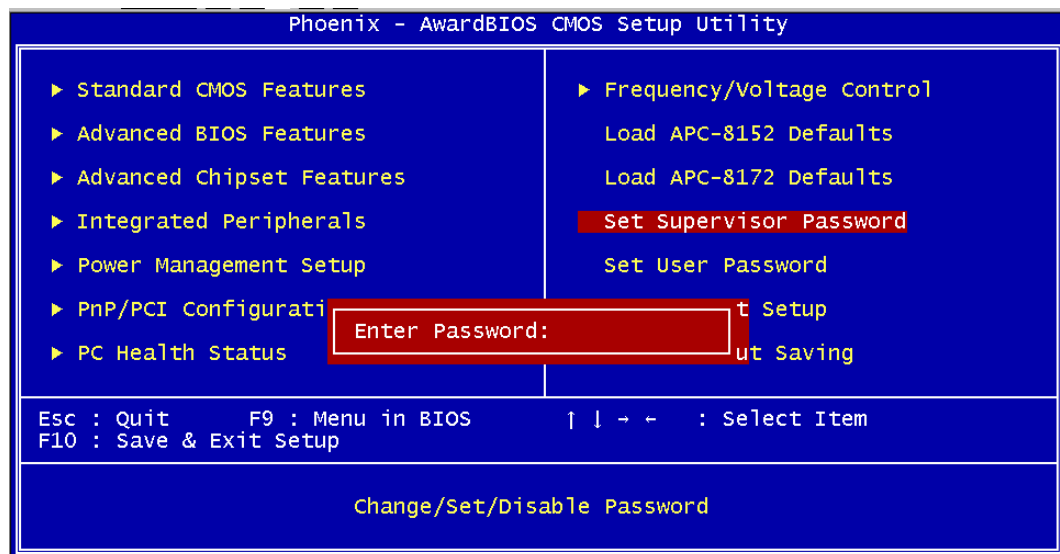 Phoenix - AwardBIOS CMOS Setup Utility
▶ Standard CMOS Features
▶ Advanced BIOS Features
▶ Advanced Chipset Features
▶ Integrated Peripherals
▶ Power Management Setup
▶ PnP/PCI Configurati
▶ PC Health Status
▶ Frequency/Voltage Control
Load APC-8152 Defaults
Load APC-8172 Defaults
Set Supervisor Password
Set User Password
t Setup
ut Saving
Enter Password:
Esc : Quit F9 : Menu in BIOS ↑ ↓ → ← : Select Item
F10 : Save & Exit Setup
Change/Set/Disable Password